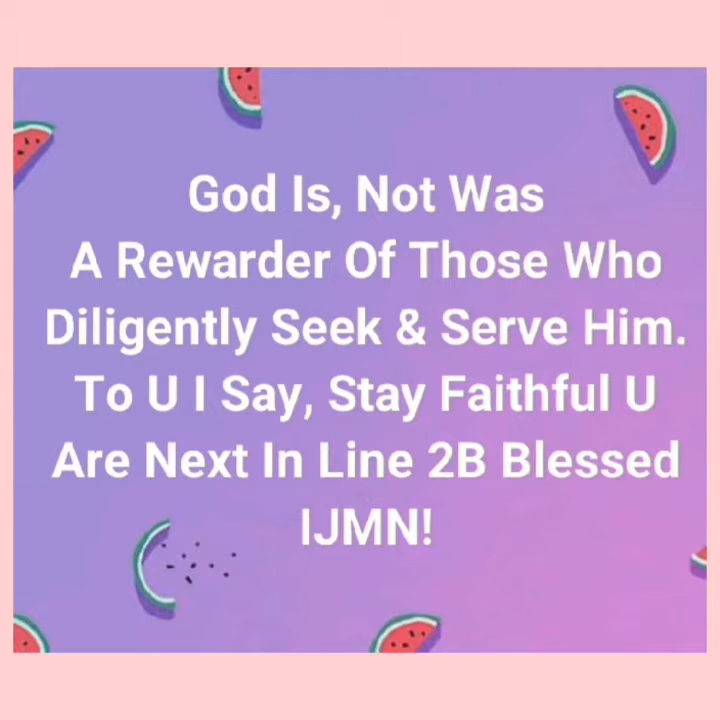 God Is, Not Was
A Rewarder Of Those Who
Diligently Seek & Serve Him.
To U I Say, Stay Faithful U
Are Next In Line 2B Blessed
IJMN!